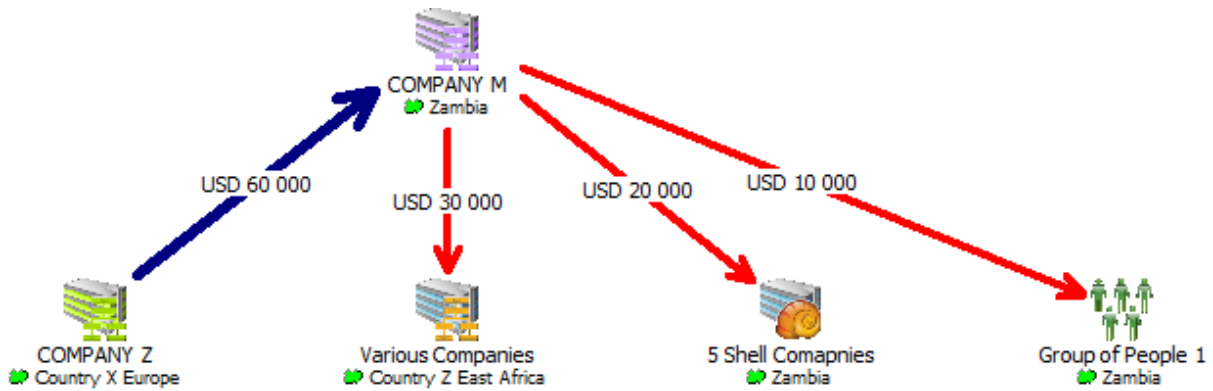 COMPANY M
Zambia
USD 60 000
USD 30 000
USD 20 000
USD 10 000
COMPANY Z
Country X Europe
Various Companies
Country Z East Africa
5 Shell Comapnies
Zambia
Group of People 1
Zambia